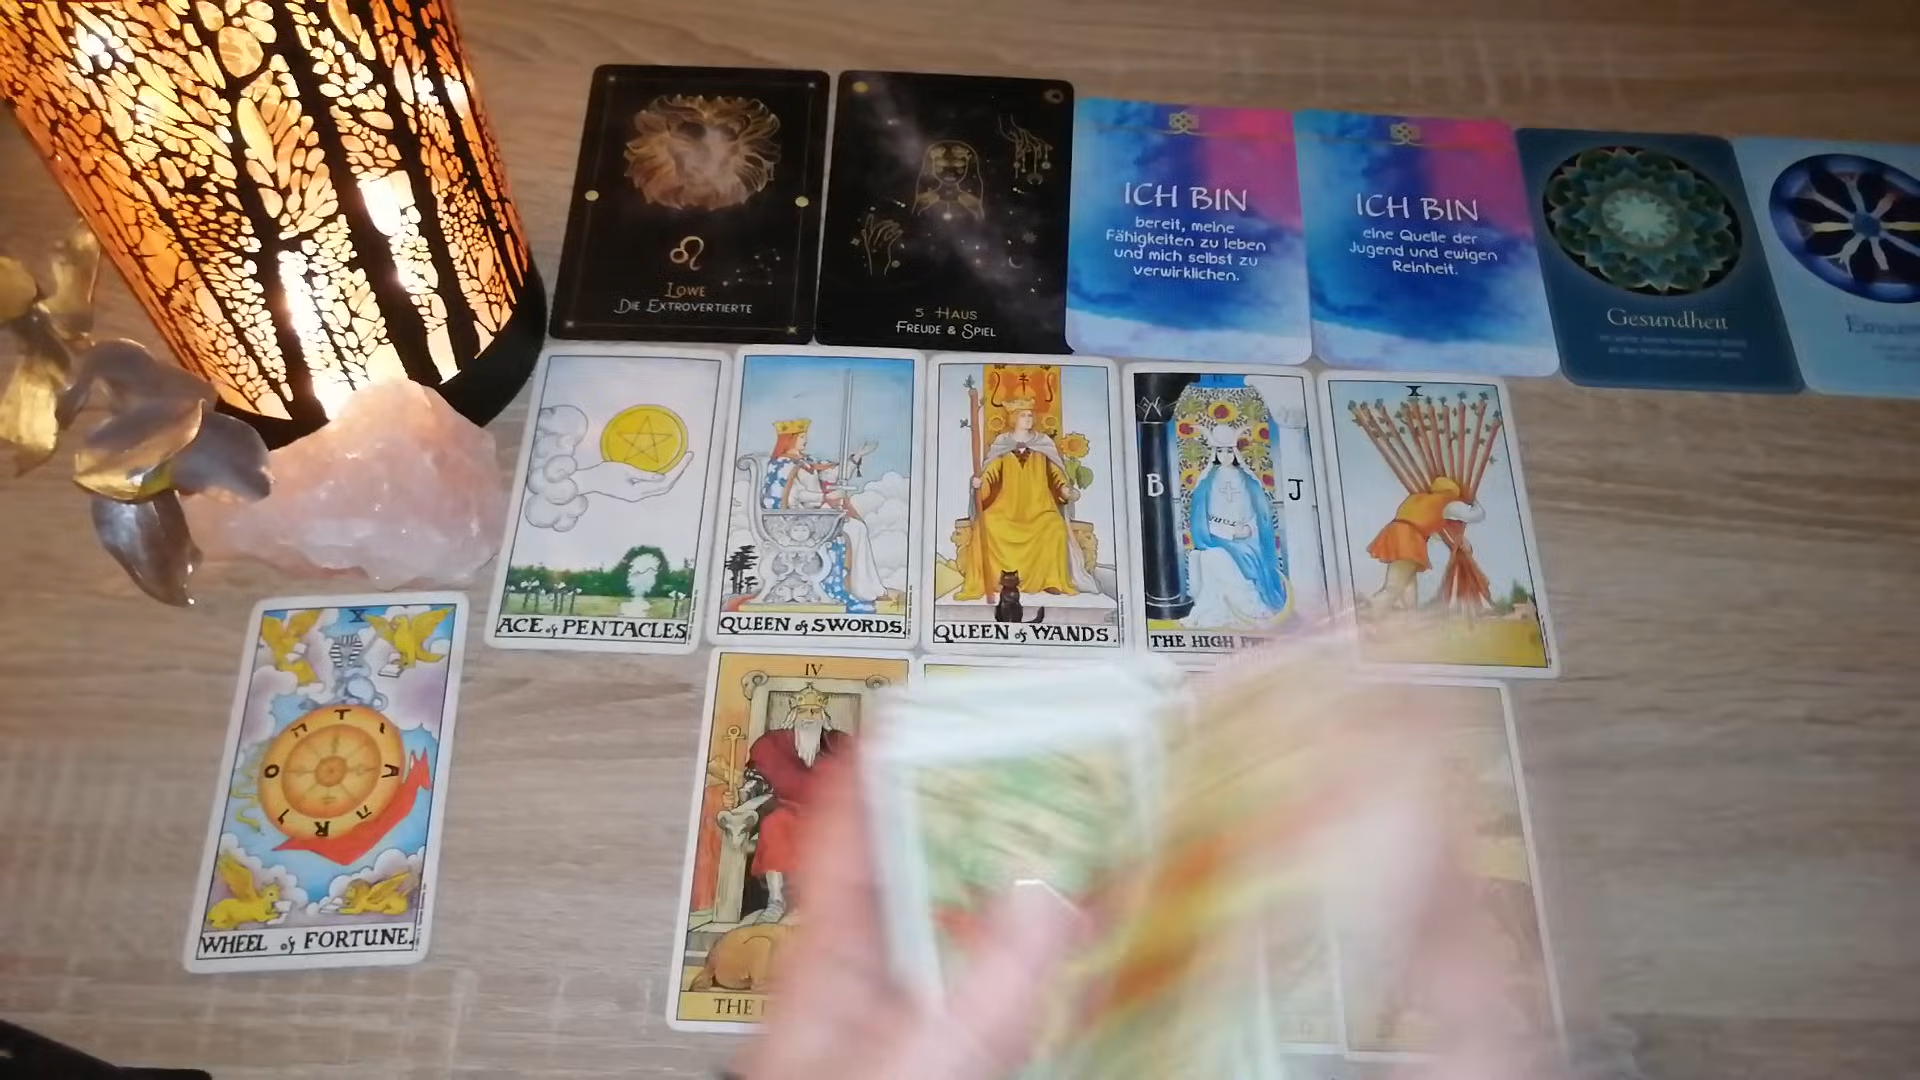 LÖWE
DIE EXTROVERTIERTE
5 HAUS
FREUDE & SPIEL
ICH BIN
bereit, meine
Fähigkeiten zu leben
und mich selbst zu
verwirklichen.
ICH BIN
eine Quelle der
Jugend und ewigen
Reinheit.
Gesundheit
ACE of PENTACLES
QUEEN of SWORDS.
QUEEN of WANDS.
B
J
THE HIGH
X
X
WHEEL of FORTUNE.
IV
THE